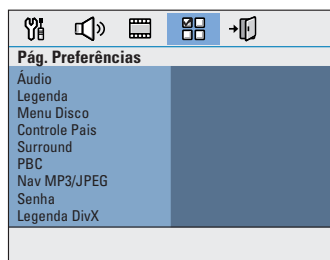 Pág. Preferências
Áudio
Legenda
Menu Disco
Controle Pais
Surround
PBC
Nav MP3/JPEG
Senha
Legenda DivX